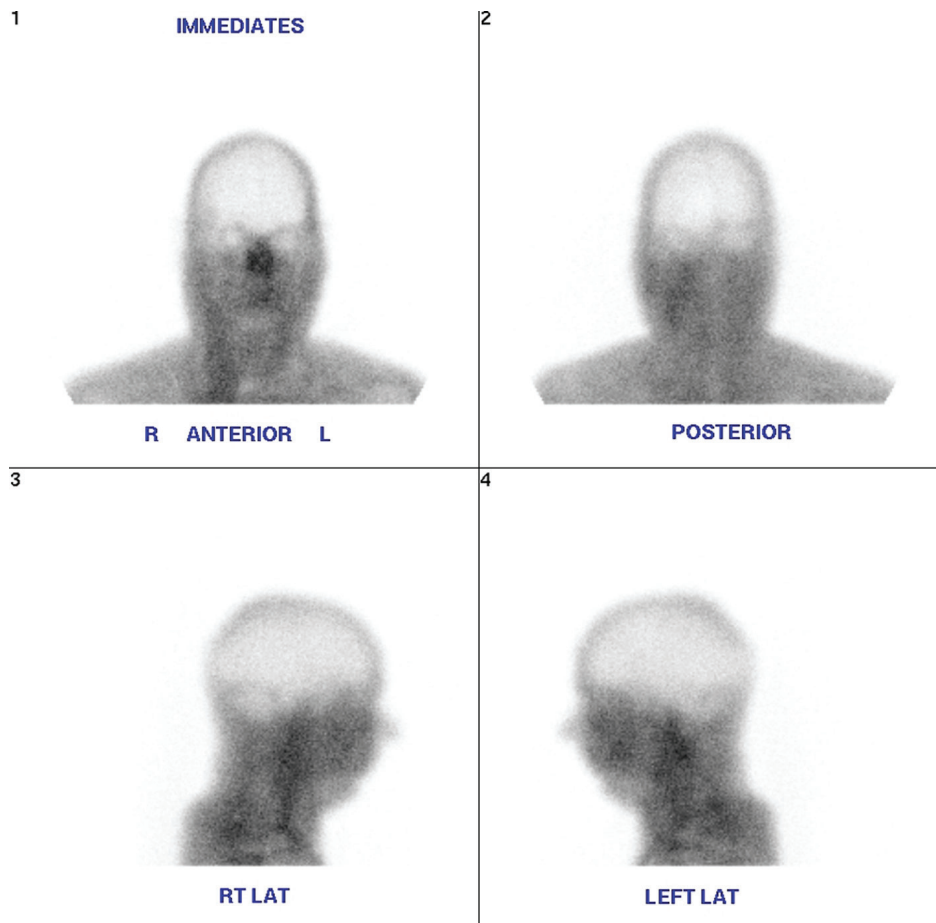 1
IMMEDIATES
2
R ANTERIOR L
POSTERIOR
3
4
RT LAT
LEFT LAT